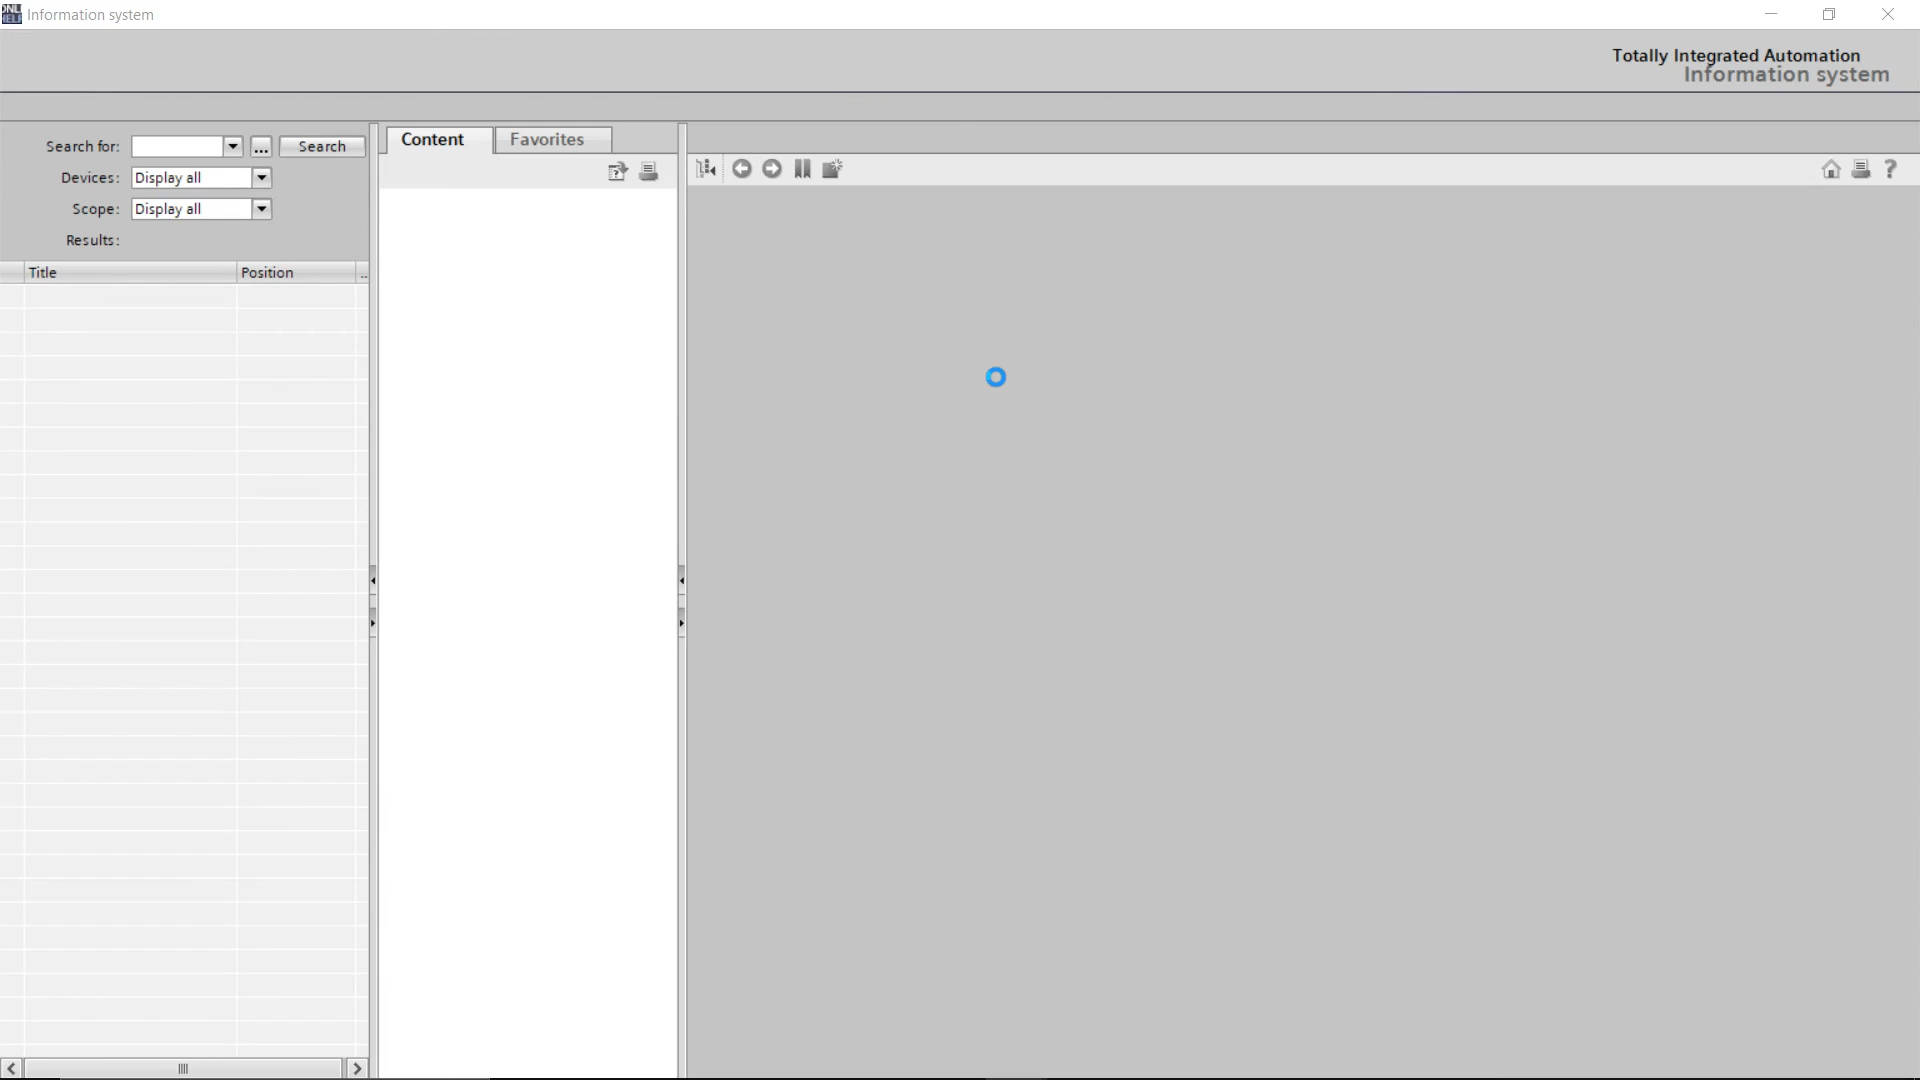 Information system
Totally Integrated Automation
Information system
Search for:
...
Search
Devices:
Display all
Scope:
Display all
Results:
Title
Position
..
Content
Favorites
?